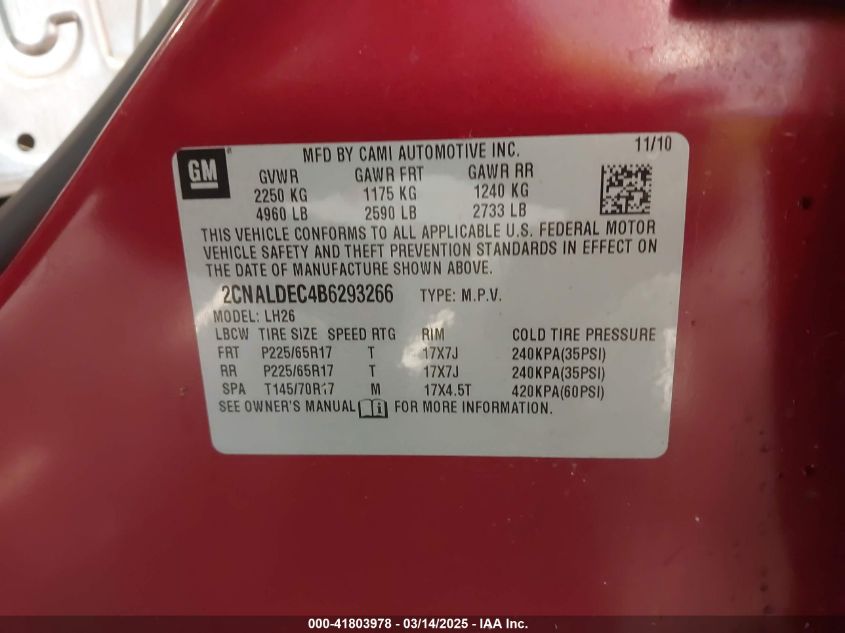 GM
MFD BY CAMI AUTOMOTIVE INC. 11/10
GVWR GAWR FRT GAWR RR
2250 KG 1175 KG 1240 KG
4960 LB 2590 LB 2733 LB
THIS VEHICLE CONFORMS TO ALL APPLICABLE U.S. FEDERAL MOTOR
VEHICLE SAFETY AND THEFT PREVENTION STANDARDS IN EFFECT ON
THE DATE OF MANUFACTURE SHOWN ABOVE.
2CNALDEC4B6293266 TYPE: M.P.V.
MODEL: LH26
LBCW TIRE SIZE SPEED RTG RIM COLD TIRE PRESSURE
FRT P225/65R17 T 17X7J 240KPA(35PSI)
RR P225/65R17 T 17X7J 240KPA(35PSI)
SPA T145/70R17 M 17X4.5T 420KPA(60PSI)
SEE OWNER'S MANUAL FOR MORE INFORMATION.
000-41803978 - 03/14/2025 - IAA Inc.